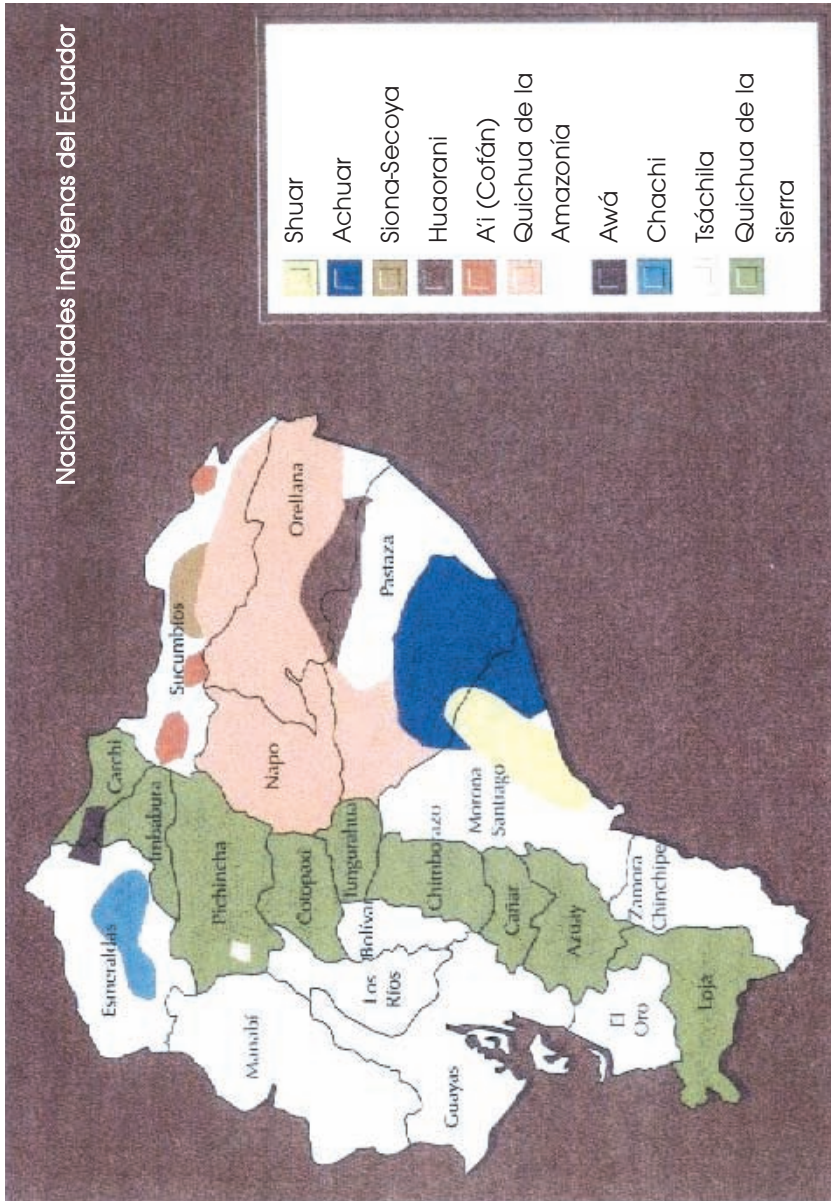 Nacionalidades indígenas del Ecuador
Shuar
Achuar
Siona-Secoya
Huaorani
A'i (Cofán)
Quichua de la
Amazonía
Awá
Chachi
Tsáchila
Quichua de la
Sierra
Esmeraldas
Carchi
Imbabura
Sucumbíos
Pichincha
Manabí
Napo
Orellana
Cotopaxi
Tungurahua
Bolívar
Los
Ríos
Pastaza
Guayas
Chimborazo
Morona
Santiago
Cañar
Azuay
El
Oro
Zamora
Chinchipe
Loja